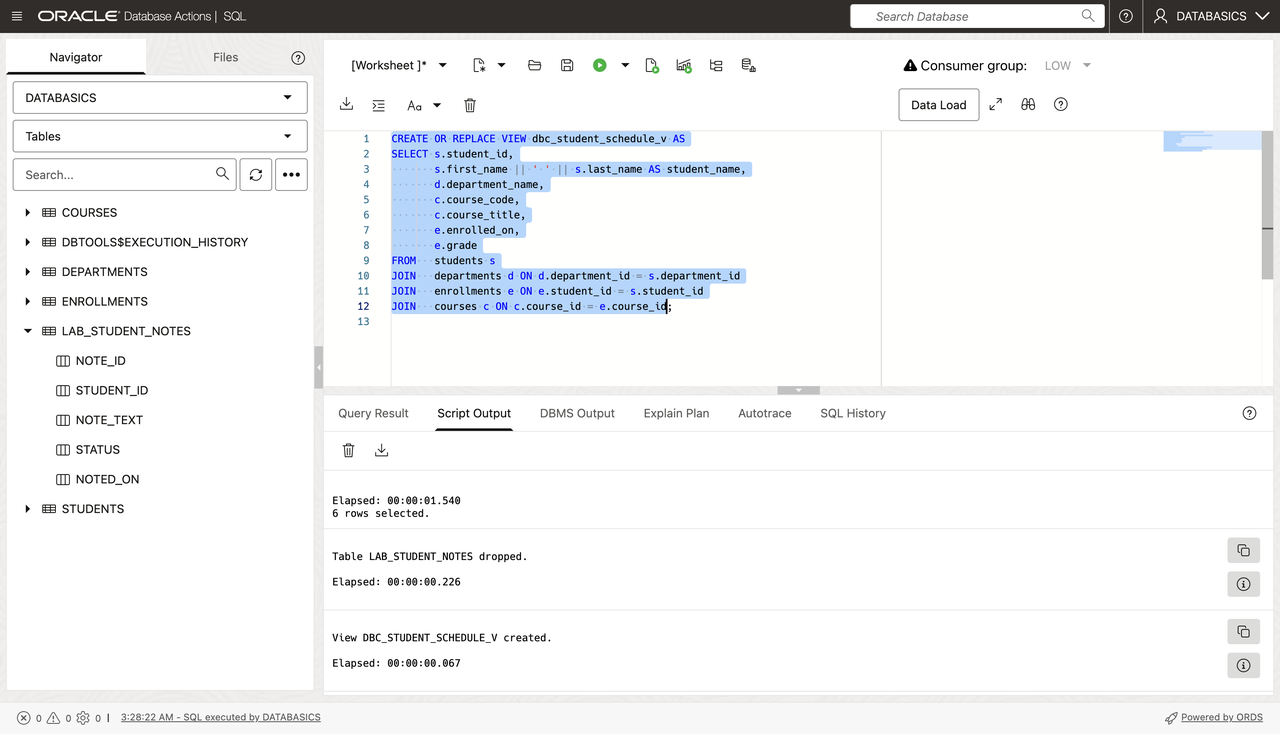 ORACLE Database Actions | SQL
Search Database
DATABASICS
Navigator
Files
DATABASICS
Tables
Search...
COURSES
DBTOOLS$EXECUTION_HISTORY
DEPARTMENTS
ENROLLMENTS
LAB_STUDENT_NOTES
NOTE_ID
STUDENT_ID
NOTE_TEXT
STATUS
NOTED_ON
STUDENTS
[Worksheet ]*
Consumer group: LOW
Aa
Data Load
1 CREATE OR REPLACE VIEW dbc_student_schedule_v AS
2 SELECT s.student_id,
3 s.first_name || ' ' || s.last_name AS student_name,
4 d.department_name,
5 c.course_code,
6 c.course_title,
7 e.enrolled_on,
8 e.grade
9 FROM students s
10 JOIN departments d ON d.department_id = s.department_id
11 JOIN enrollments e ON e.student_id = s.student_id
12 JOIN courses c ON c.course_id = e.course_id;
13
Query Result
Script Output
DBMS Output
Explain Plan
Autotrace
SQL History
Elapsed: 00:00:01.540
6 rows selected.
Table LAB_STUDENT_NOTES dropped.
Elapsed: 00:00:00.226
View DBC_STUDENT_SCHEDULE_V created.
Elapsed: 00:00:00.067
0 0 0 | 3:28:22 AM - SQL executed by DATABASICS
Powered by ORDS